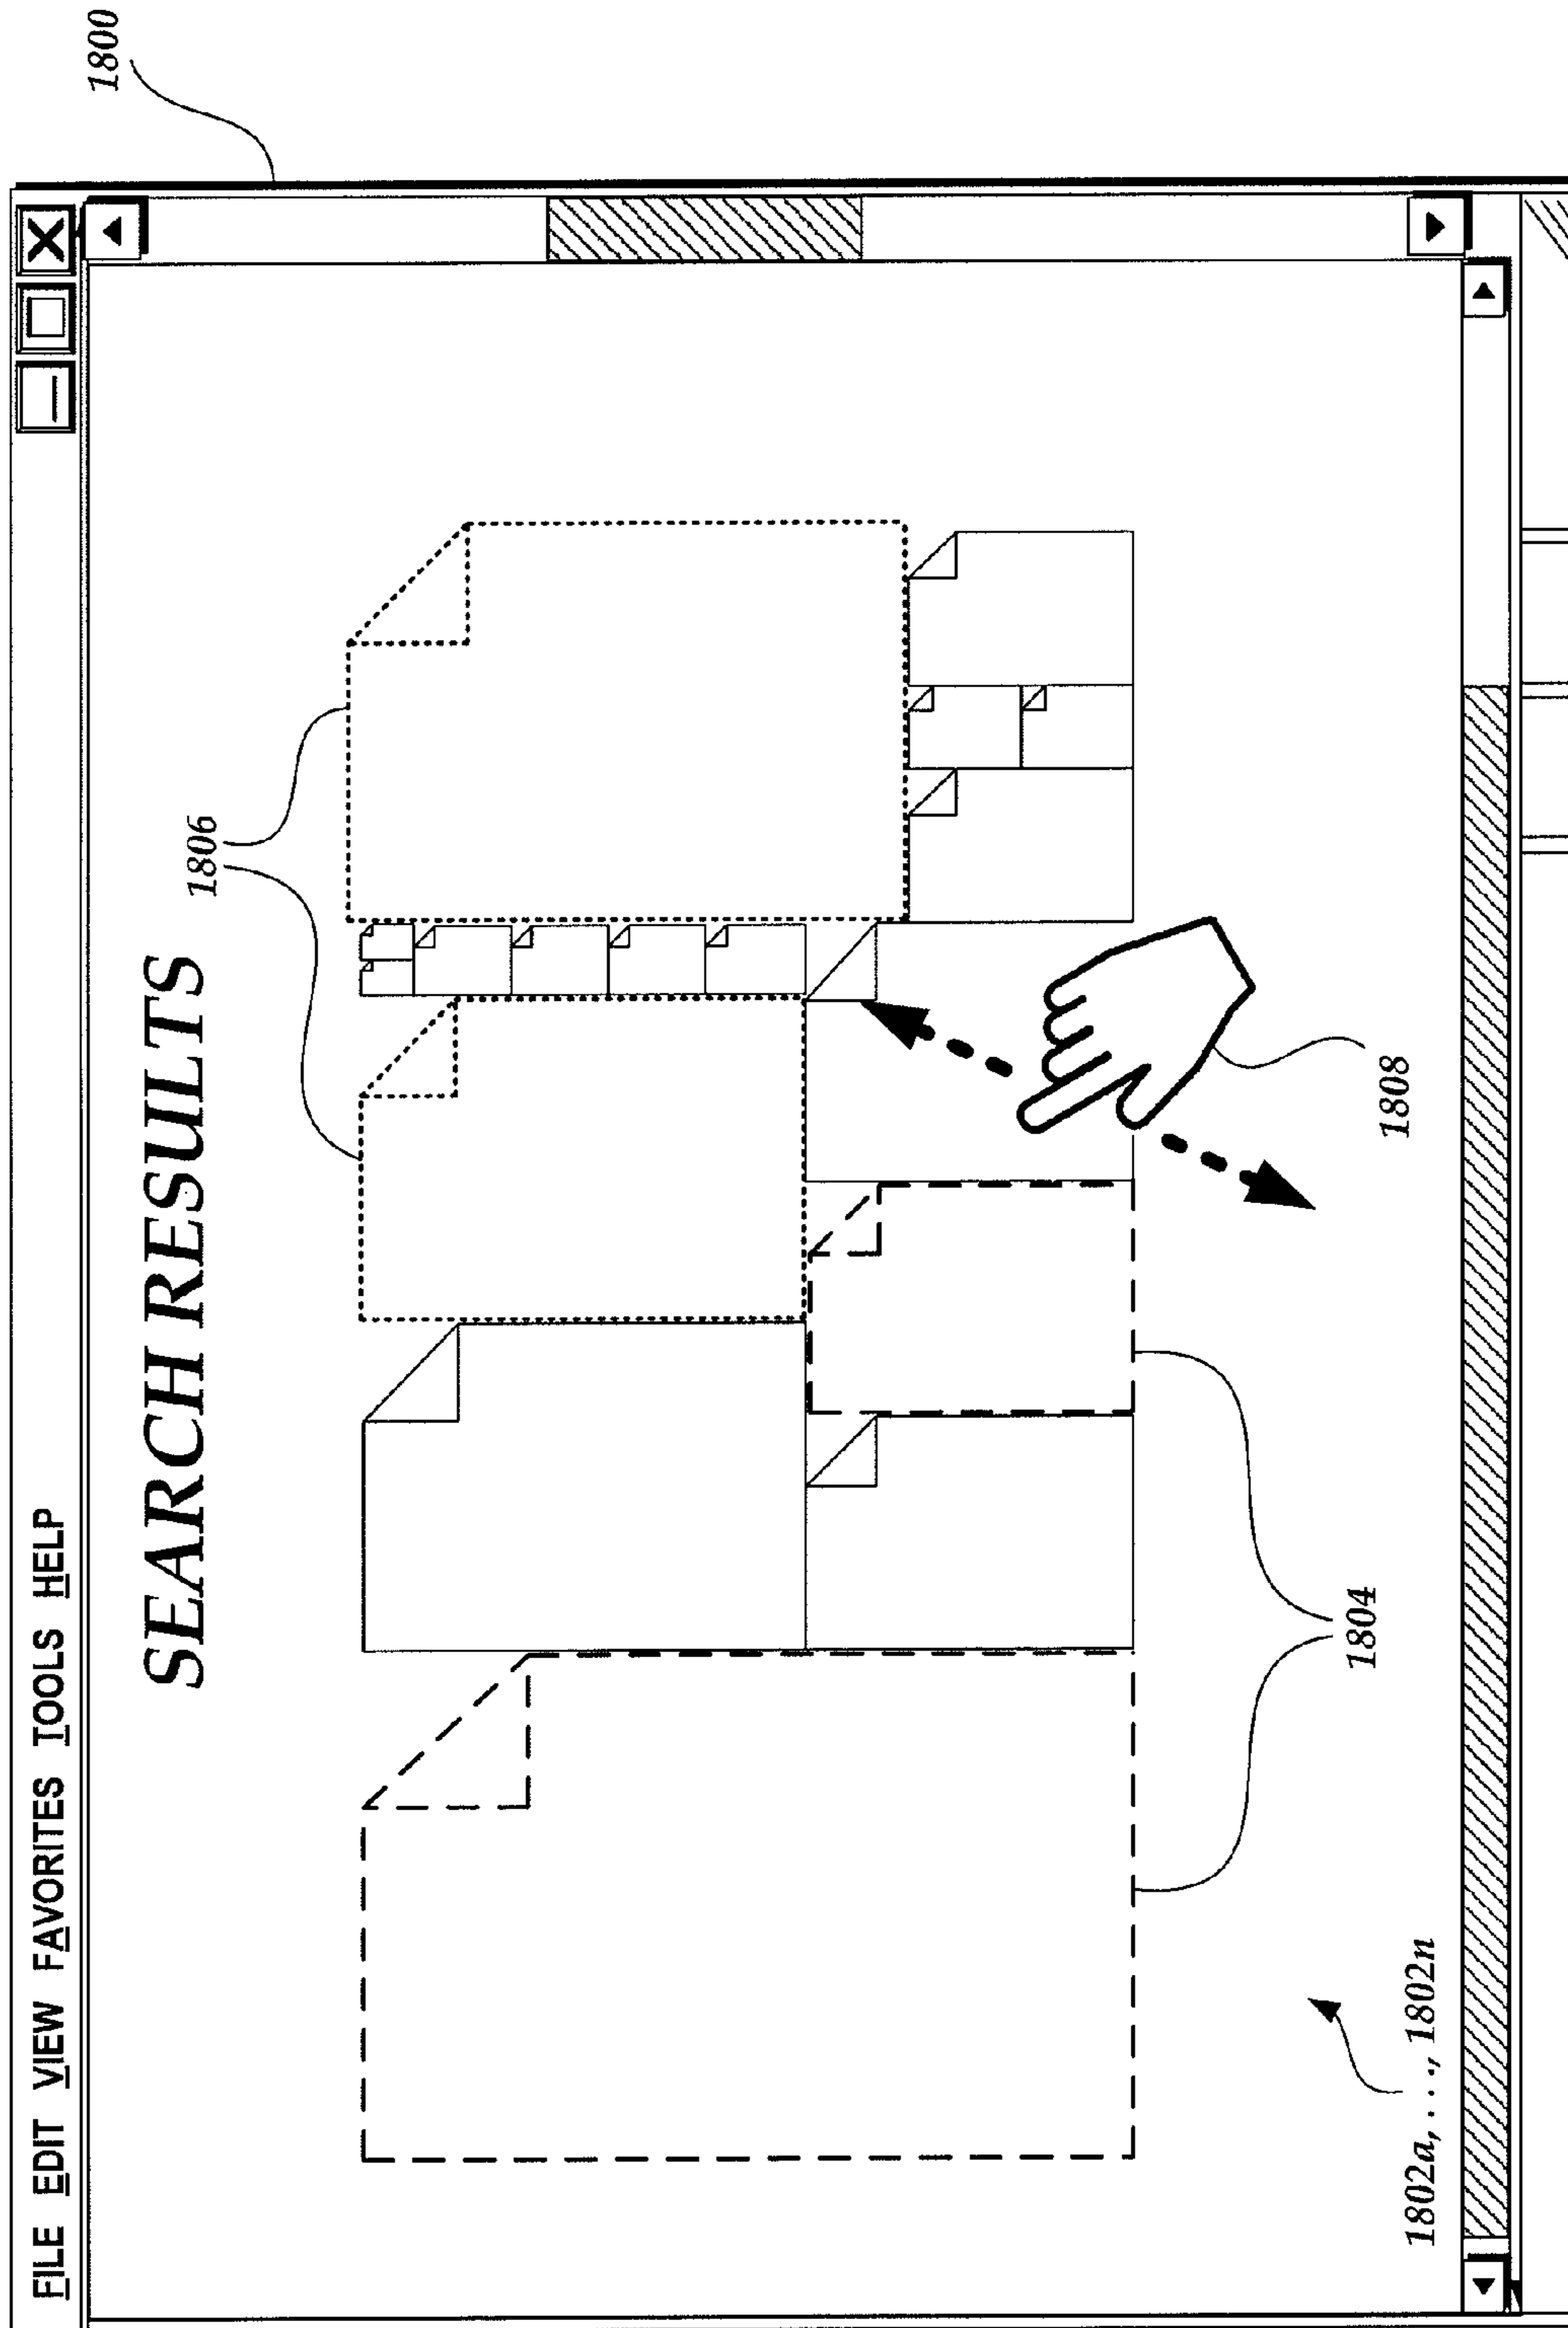 1800
FILE EDIT VIEW FAVORITES TOOLS HELP
SEARCH RESULTS
1806
1808
1804
1802a, . . ., 1802n